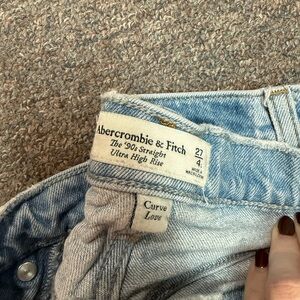 Abercrombie & Fitch
The '90s Straight
Ultra High Rise
27
4
Curve
Love